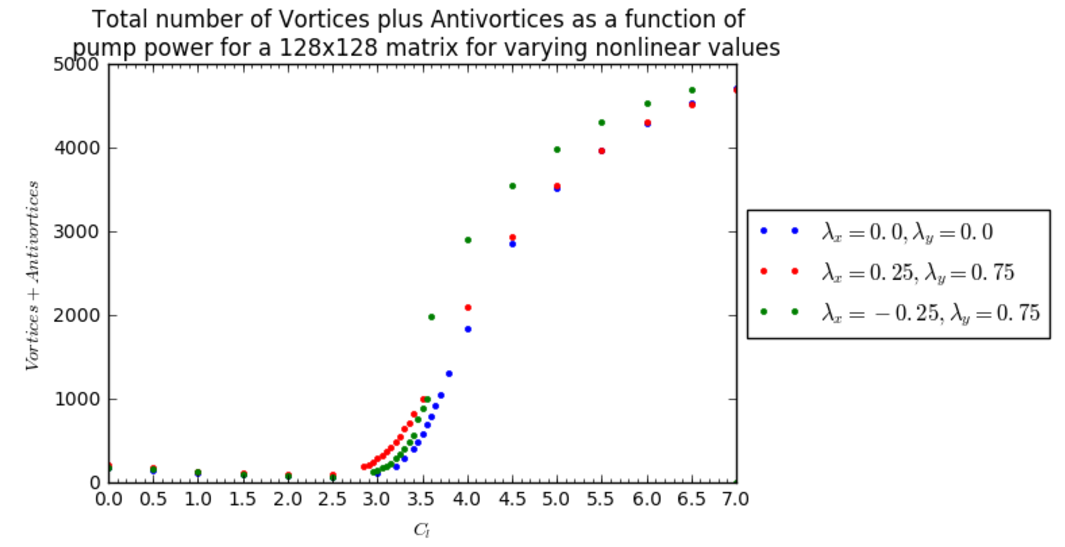 Total number of Vortices plus Antivortices as a function of
pump power for a 128x128 matrix for varying nonlinear values
5000
4000
3000
2000
1000
0
Vortices + Antivortices
0.0 0.5 1.0 1.5 2.0 2.5 3.0 3.5 4.0 4.5 5.0 5.5 6.0 6.5 7.0
C_l
λ_x = 0.0, λ_y = 0.0
λ_x = 0.25, λ_y = 0.75
λ_x = −0.25, λ_y = 0.75